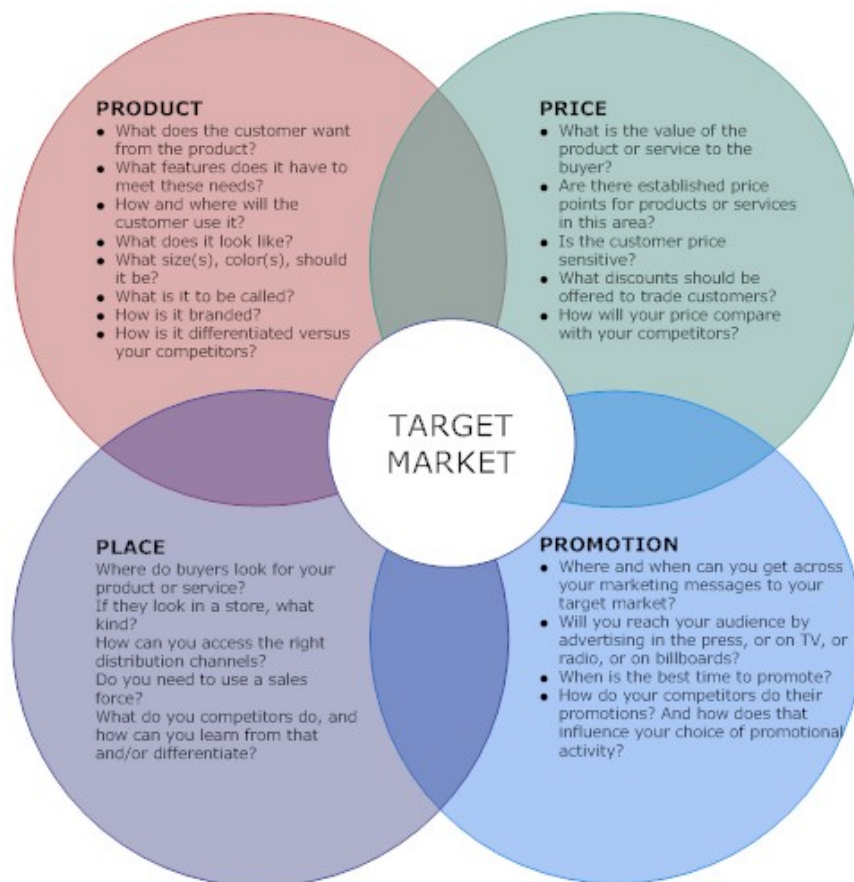 PRODUCT
● What does the customer want
from the product?
● What features does it have to
meet these needs?
● How and where will the
customer use it?
● What does it look like?
● What size(s), color(s), should
it be?
● What is it to be called?
● How is it branded?
● How is it differentiated versus
your competitors?
PRICE
● What is the value of the
product or service to the
buyer?
● Are there established price
points for products or services
in this area?
● Is the customer price
sensitive?
● What discounts should be
offered to trade customers?
● How will your price compare
with your competitors?
TARGET
MARKET
PLACE
Where do buyers look for your
product or service?
If they look in a store, what
kind?
How can you access the right
distribution channels?
Do you need to use a sales
force?
What do you competitors do, and
how can you learn from that
and/or differentiate?
PROMOTION
● Where and when can you get across
your marketing messages to your
target market?
● Will you reach your audience by
advertising in the press, or on TV, or
radio, or on billboards?
● When is the best time to promote?
● How do your competitors do their
promotions? And how does that
influence your choice of promotional
activity?